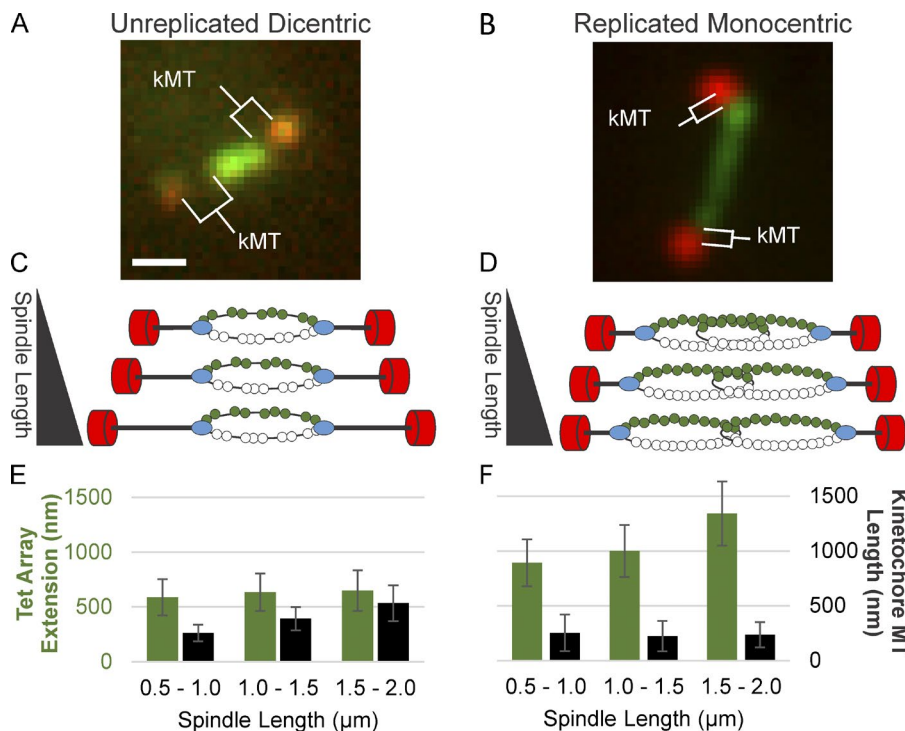 A
Unreplicated Dicentric
B
Replicated Monocentric
kMT
kMT
kMT
kMT
C
Spindle Length
D
Spindle Length
E
Tet Array
Extension (nm)
1500
1000
500
0
0.5 - 1.0
1.0 - 1.5
1.5 - 2.0
Spindle Length (µm)
F
1500
1000
500
0
Kinetochore MT
Length (nm)
0.5 - 1.0
1.0 - 1.5
1.5 - 2.0
Spindle Length (µm)